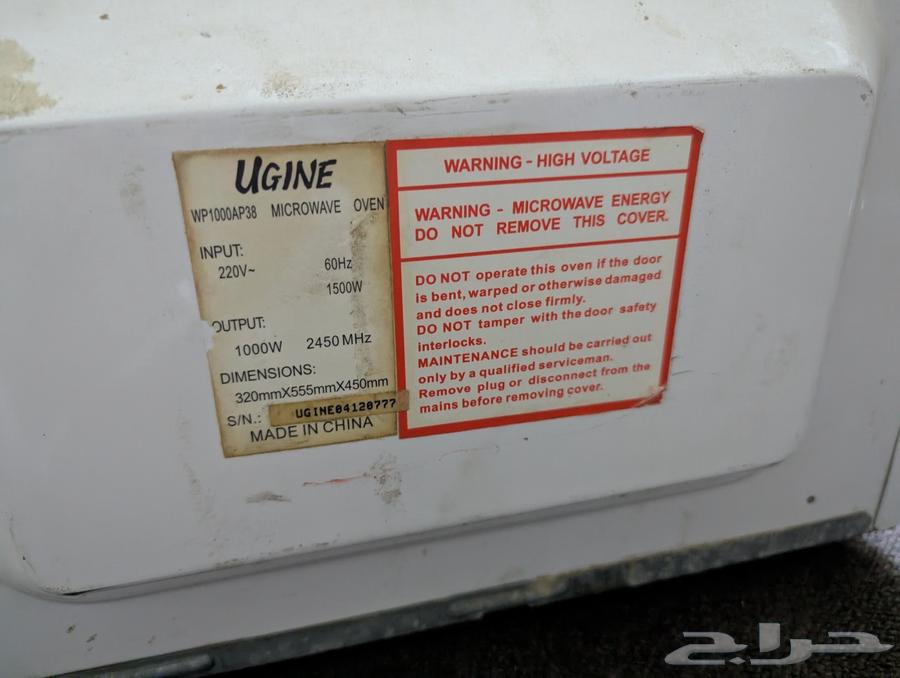 UGINE
WP1000AP38 MICROWAVE OVEN
INPUT:
220V~ 60Hz
1500W
OUTPUT:
1000W 2450MHz
DIMENSIONS:
320mmX555mmX450mm
S/N.: UGINE04120777
MADE IN CHINA
WARNING - HIGH VOLTAGE
WARNING - MICROWAVE ENERGY
DO NOT REMOVE THIS COVER.
DO NOT operate this oven if the door
is bent, warped or otherwise damaged
and does not close firmly.
DO NOT tamper with the door safety
interlocks.
MAINTENANCE should be carried out
only by a qualified serviceman.
Remove plug or disconnect from the
mains before removing cover.
حراج